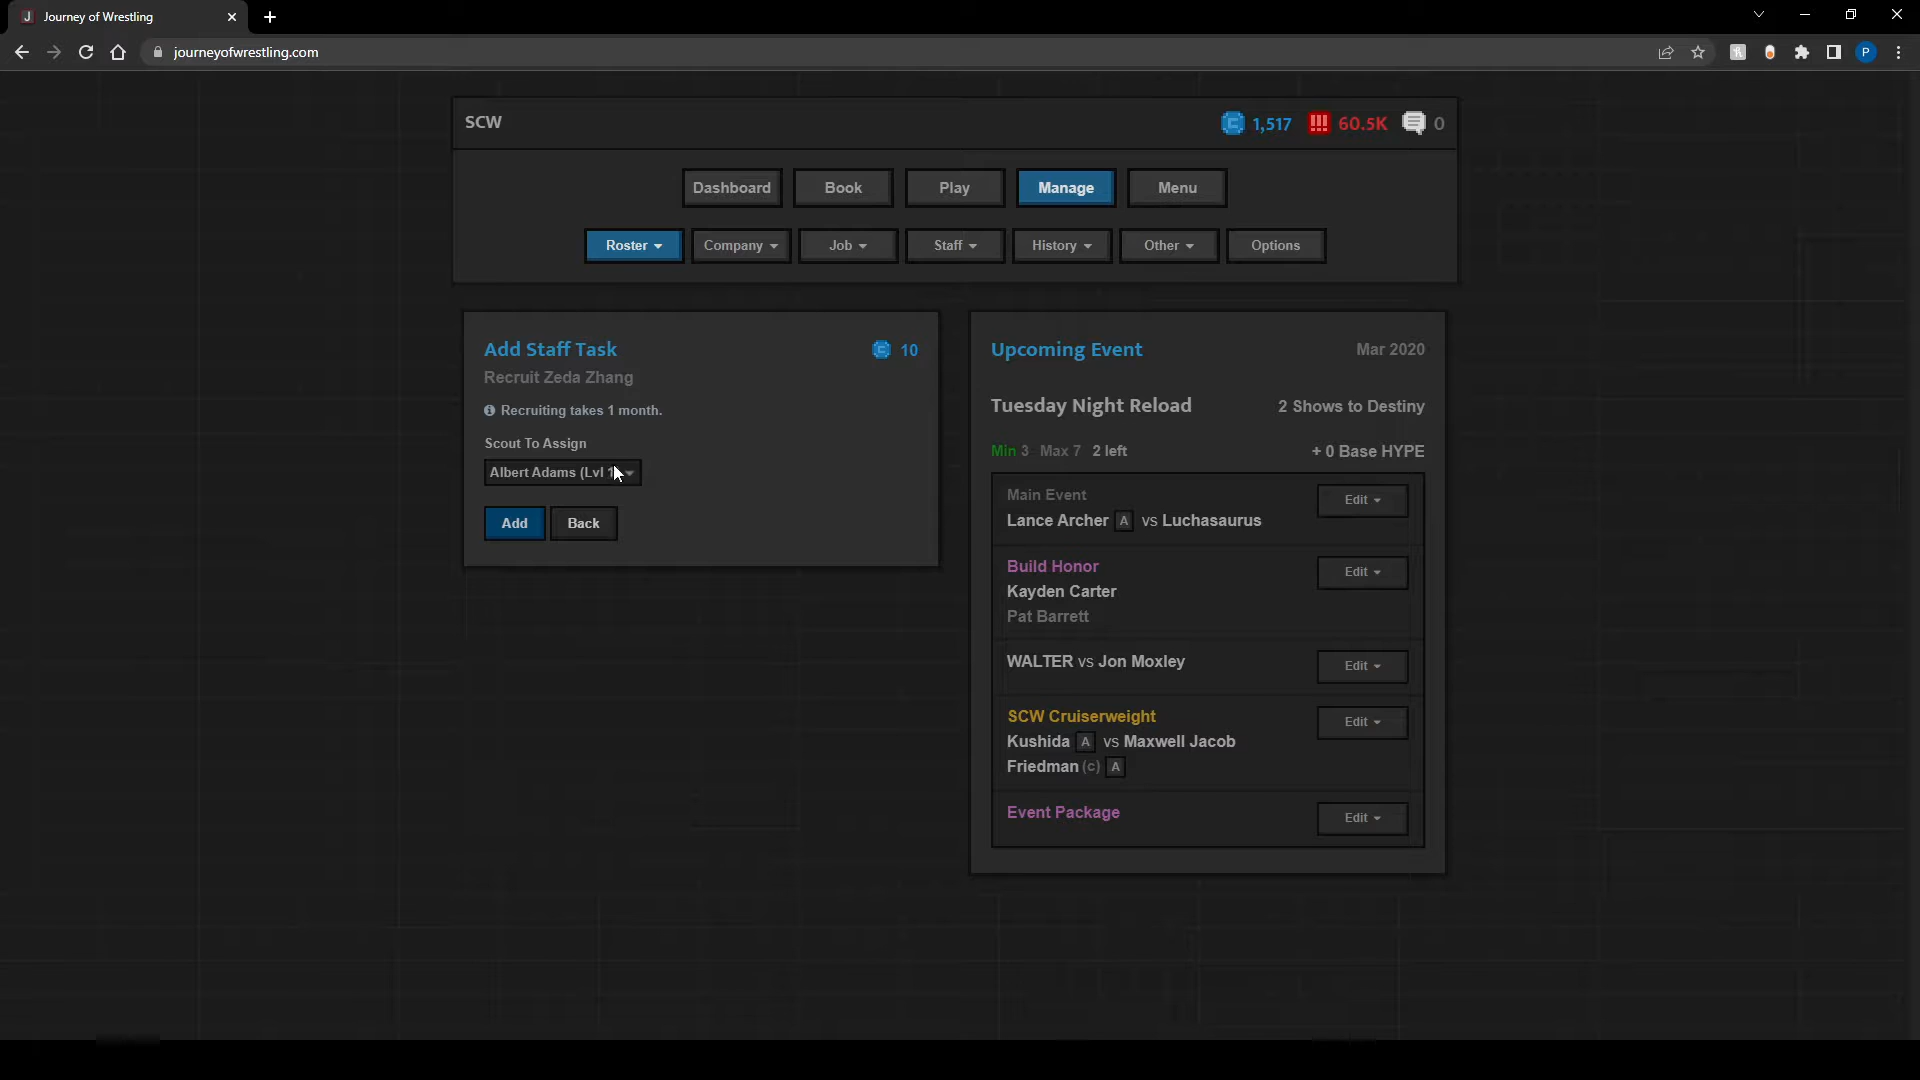 J Journey of Wrestling
journeyofwrestling.com
P
SCW
1,517
60.5K
0
Dashboard
Book
Play
Manage
Menu
Roster
Company
Job
Staff
History
Other
Options
Add Staff Task
10
Recruit Zeda Zhang
Recruiting takes 1 month.
Scout To Assign
Albert Adams (Lvl
Add
Back
Upcoming Event
Mar 2020
Tuesday Night Reload
2 Shows to Destiny
Min 3 Max 7 2 left
+ 0 Base HYPE
Main Event
Lance Archer A vs Luchasaurus
Edit
Build Honor
Kayden Carter
Pat Barrett
Edit
WALTER vs Jon Moxley
Edit
SCW Cruiserweight
Kushida A vs Maxwell Jacob
Friedman (c) A
Edit
Event Package
Edit